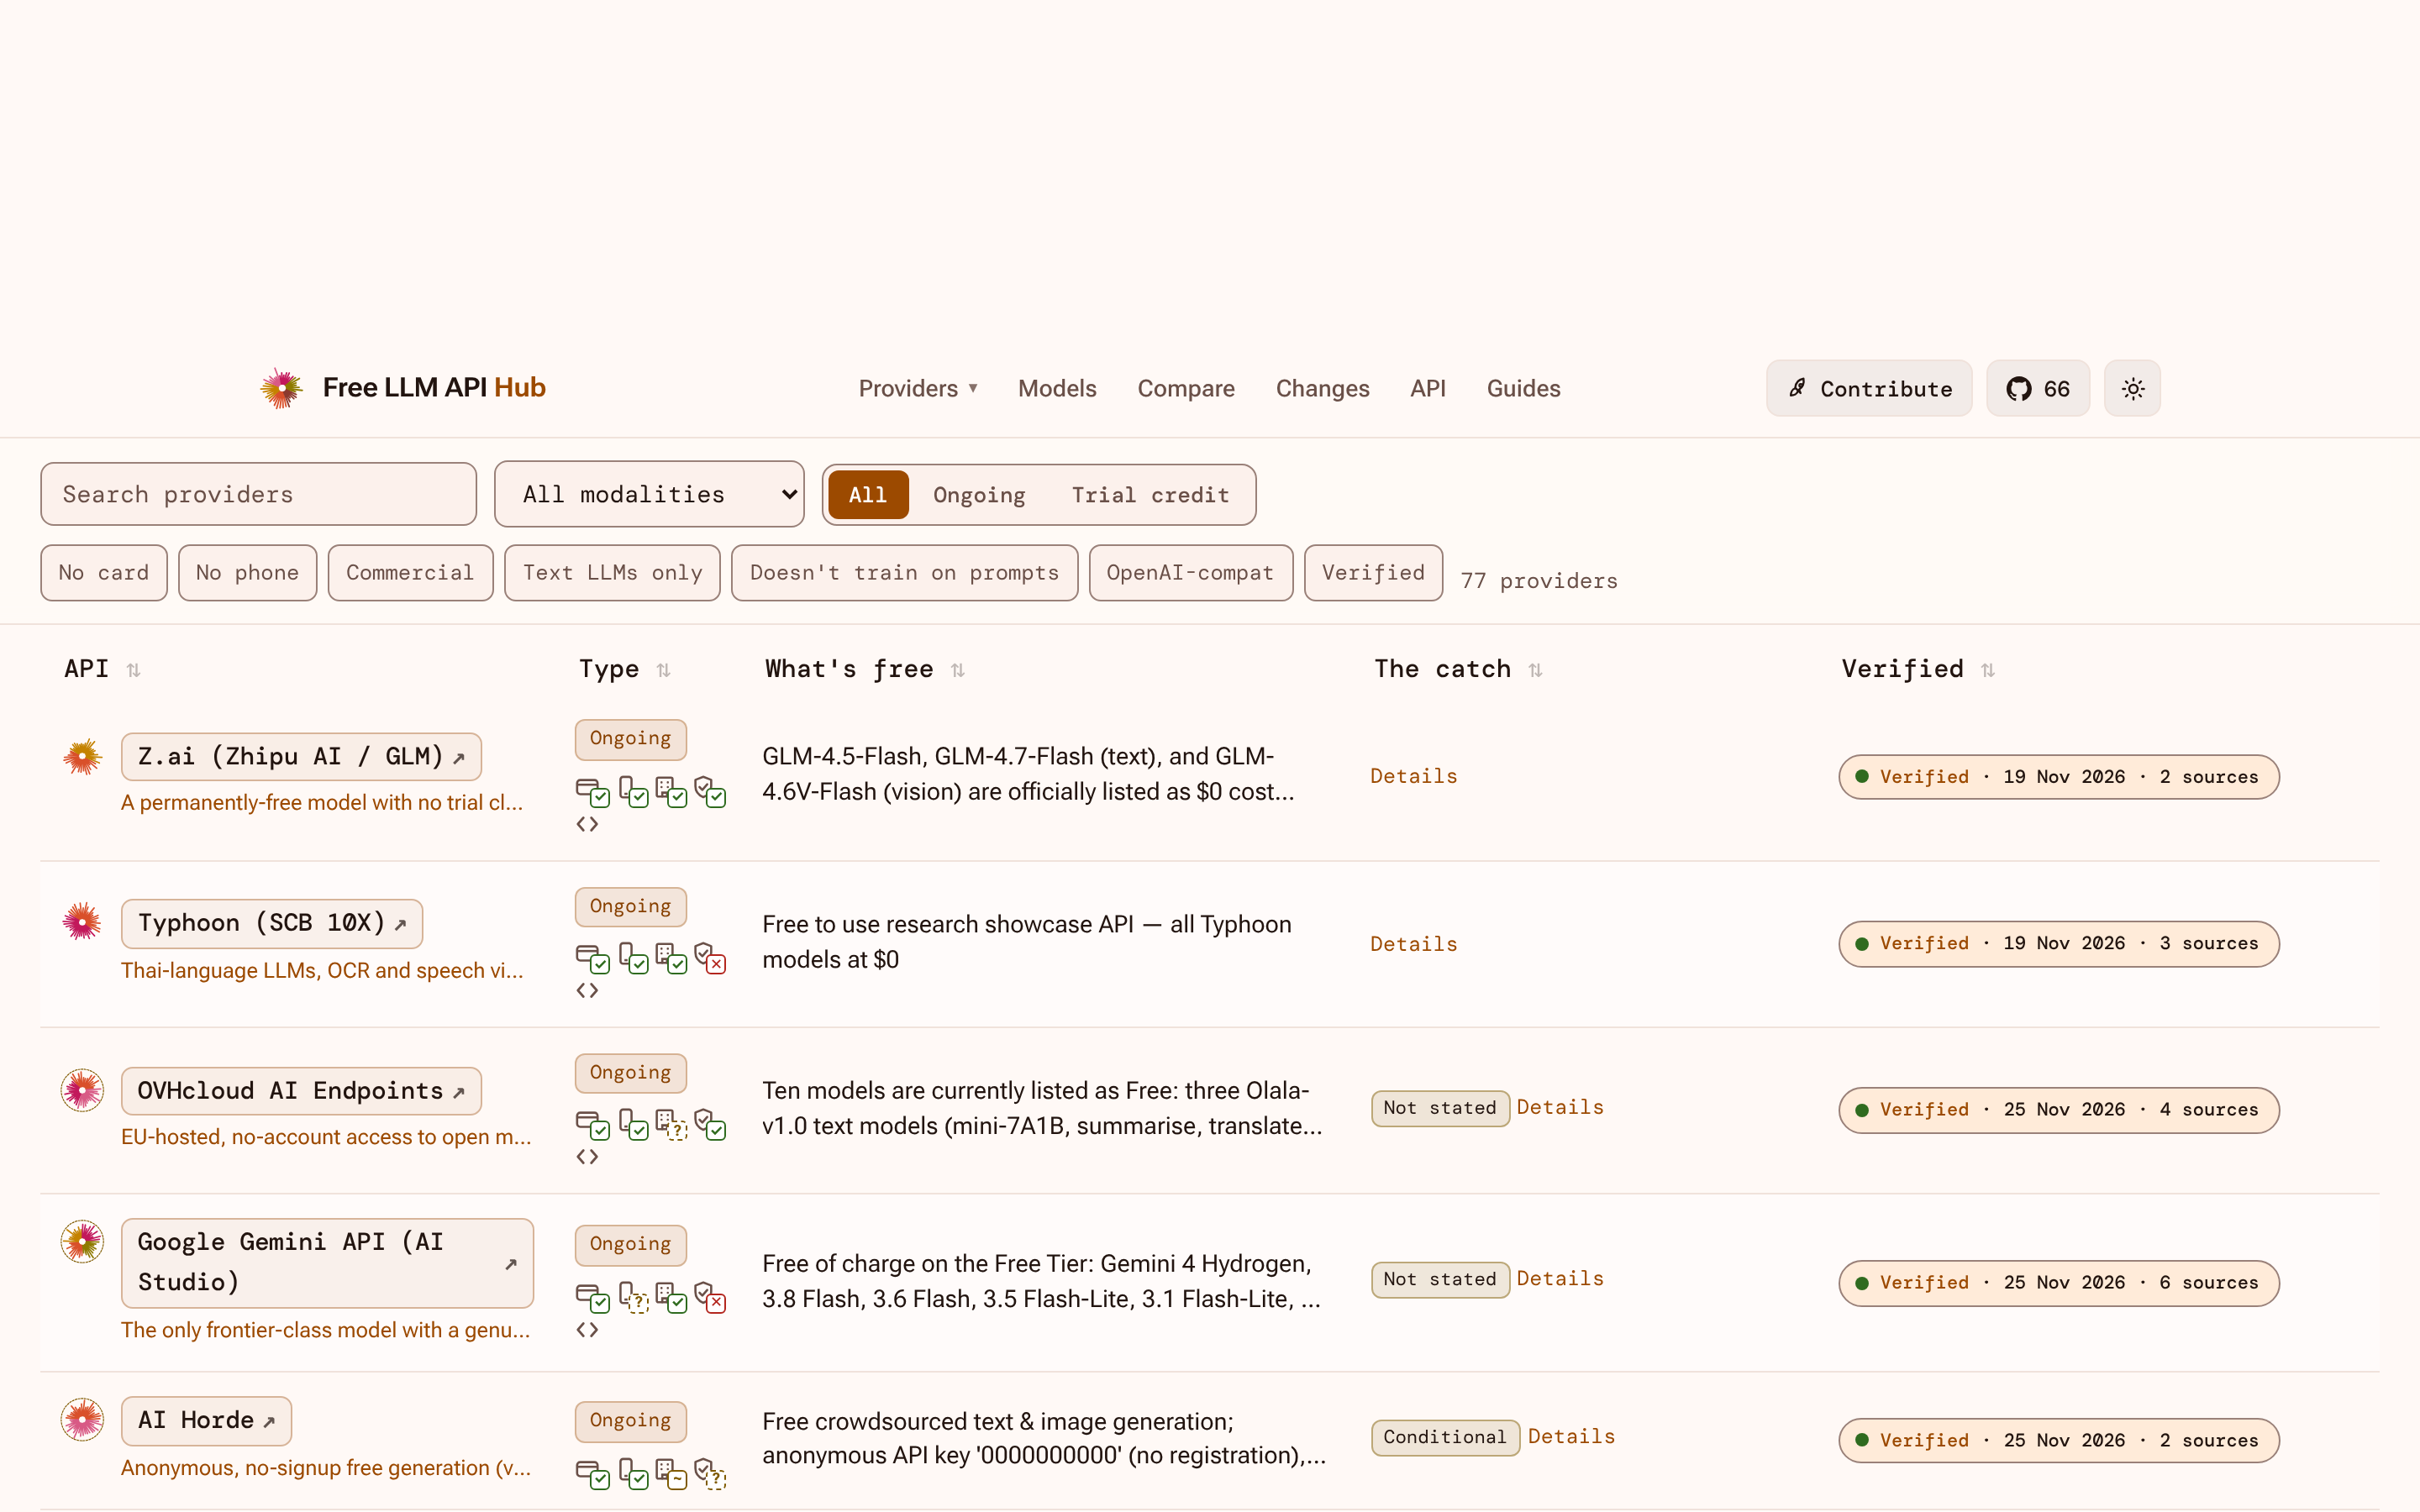 Free LLM API Hub
Providers ▾ Models Compare Changes API Guides
Contribute 66
Search providers
All modalities
All Ongoing Trial credit
No card No phone Commercial Text LLMs only Doesn't train on prompts OpenAI-compat Verified 77 providers
API ⇅ Type ⇅ What's free ⇅ The catch ⇅ Verified ⇅
Z.ai (Zhipu AI / GLM) ↗
A permanently-free model with no trial cl...
Ongoing
GLM-4.5-Flash, GLM-4.7-Flash (text), and GLM-
4.6V-Flash (vision) are officially listed as $0 cost...
Details
Verified · 19 Nov 2026 · 2 sources
Typhoon (SCB 10X) ↗
Thai-language LLMs, OCR and speech vi...
Ongoing
Free to use research showcase API — all Typhoon
models at $0
Details
Verified · 19 Nov 2026 · 3 sources
OVHcloud AI Endpoints ↗
EU-hosted, no-account access to open m...
Ongoing
?
Ten models are currently listed as Free: three Olala-
v1.0 text models (mini-7A1B, summarise, translate...
Not stated Details
Verified · 25 Nov 2026 · 4 sources
Google Gemini API (AI
Studio) ↗
The only frontier-class model with a genu...
Ongoing
?
Free of charge on the Free Tier: Gemini 4 Hydrogen,
3.8 Flash, 3.6 Flash, 3.5 Flash-Lite, 3.1 Flash-Lite, ...
Not stated Details
Verified · 25 Nov 2026 · 6 sources
AI Horde ↗
Anonymous, no-signup free generation (v...
Ongoing
~ ?
Free crowdsourced text & image generation;
anonymous API key '0000000000' (no registration),...
Conditional Details
Verified · 25 Nov 2026 · 2 sources